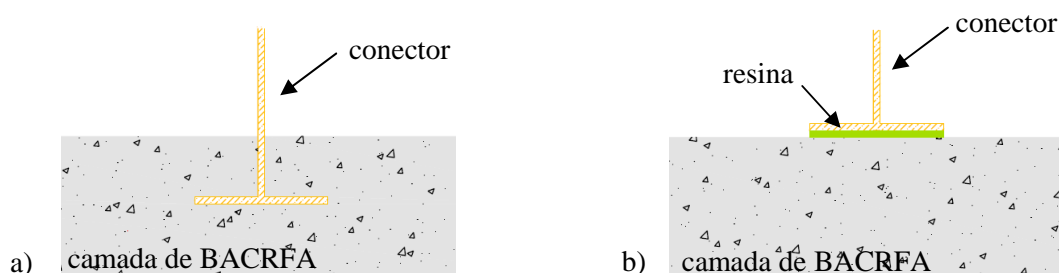 conector
a) camada de BACRFA
conector
resina
b) camada de BACRFA